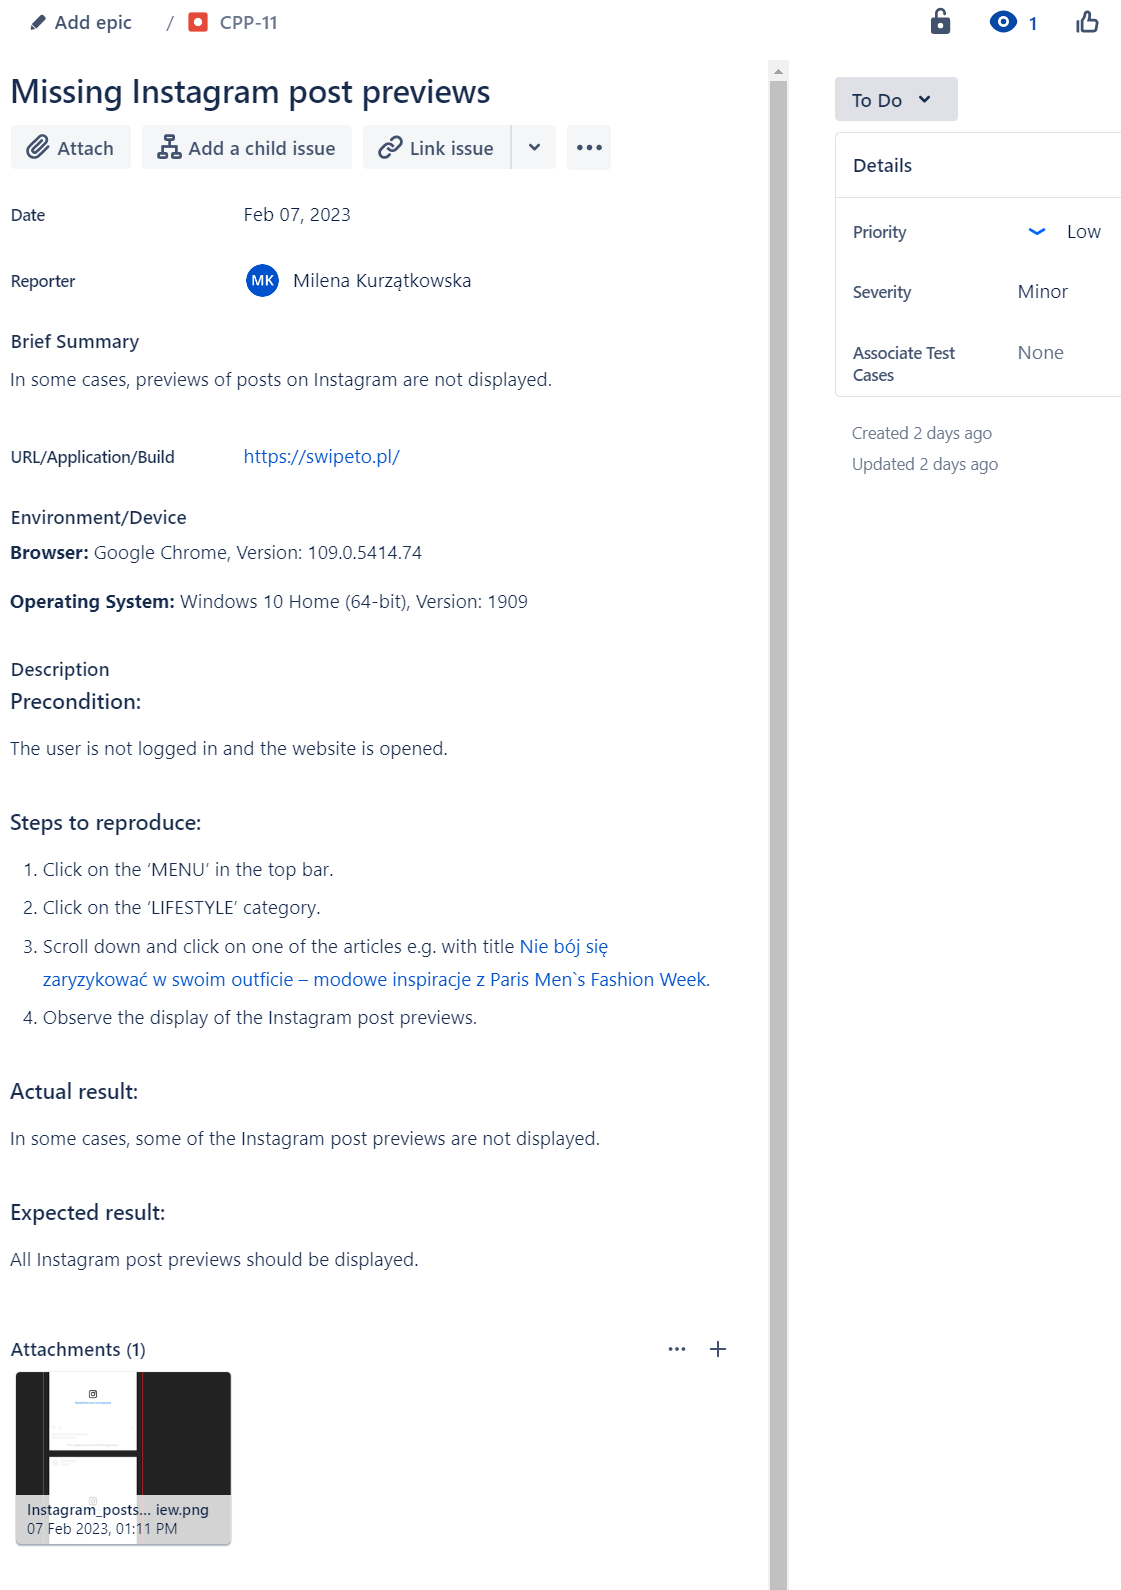 Add epic / CPP-11
1
Missing Instagram post previews
To Do
Attach Add a child issue Link issue
Details
Date Feb 07, 2023
Priority Low
Reporter MK Milena Kurzątkowska
Severity Minor
Brief Summary
Associate Test Cases None
In some cases, previews of posts on Instagram are not displayed.
Created 2 days ago
URL/Application/Build https://swipeto.pl/
Updated 2 days ago
Environment/Device
Browser: Google Chrome, Version: 109.0.5414.74
Operating System: Windows 10 Home (64-bit), Version: 1909
Description
Precondition:
The user is not logged in and the website is opened.
Steps to reproduce:
1. Click on the ‘MENU’ in the top bar.
2. Click on the ‘LIFESTYLE’ category.
3. Scroll down and click on one of the articles e.g. with title Nie bój się
zaryzykować w swoim outficie – modowe inspiracje z Paris Men`s Fashion Week.
4. Observe the display of the Instagram post previews.
Actual result:
In some cases, some of the Instagram post previews are not displayed.
Expected result:
All Instagram post previews should be displayed.
Attachments (1)
Instagram_posts... iew.png
07 Feb 2023, 01:11 PM